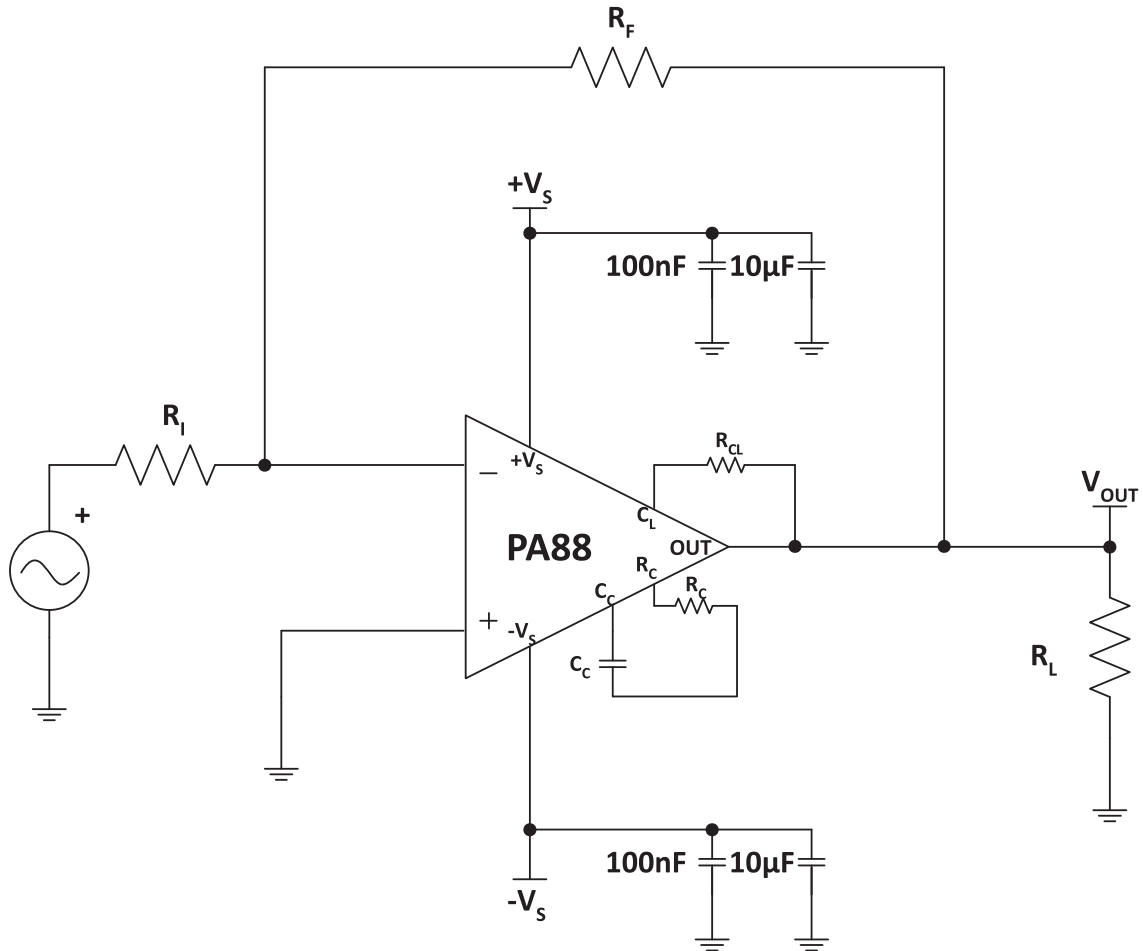 R_F
+V_S
100nF 10µF
R_I
+
+V_S
R_CL
−
C_L
V_OUT
PA88
OUT
R_C
R_C
C_C
+
-V_S
C_C
R_L
100nF 10µF
-V_S